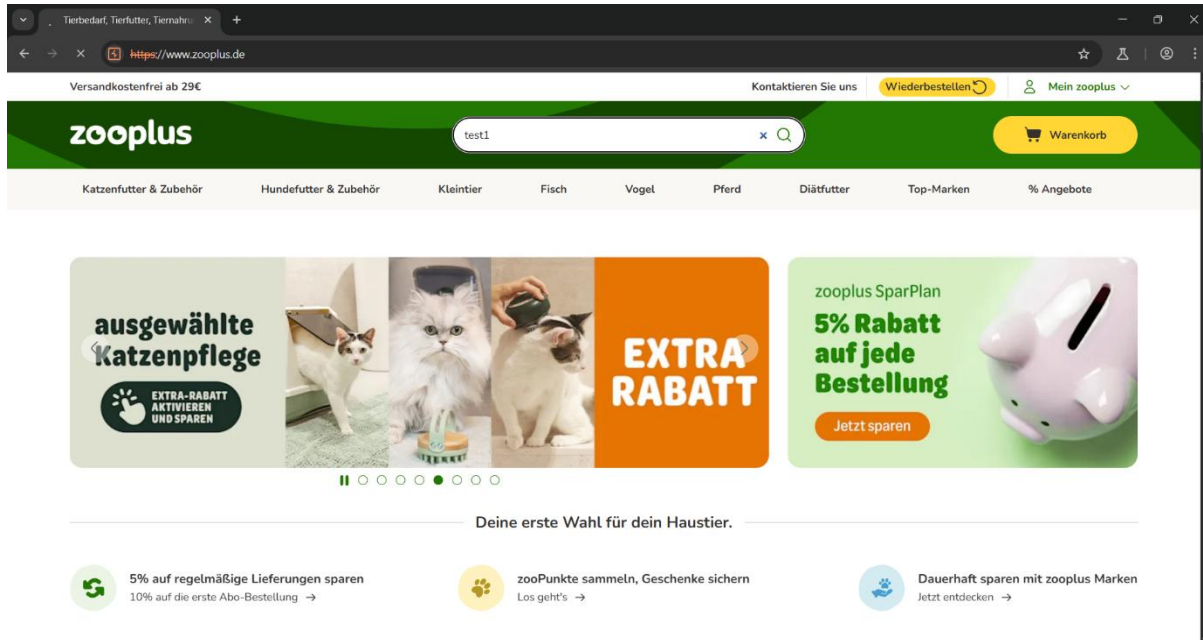 Tierbedarf, Tierfutter, Tiernahru
https://www.zooplus.de
Versandkostenfrei ab 29€
Kontaktieren Sie uns
Wiederbestellen
Mein zooplus
zooplus
test1
Warenkorb
Katzenfutter & Zubehör
Hundefutter & Zubehör
Kleintier
Fisch
Vogel
Pferd
Diätfutter
Top-Marken
% Angebote
ausgewählte
Katzenpflege
EXTRA-RABATT
AKTIVIEREN
UND SPAREN
EXTRA
RABATT
zooplus SparPlan
5% Rabatt
auf jede
Bestellung
Jetzt sparen
Deine erste Wahl für dein Haustier.
5% auf regelmäßige Lieferungen sparen
10% auf die erste Abo-Bestellung →
zooPunkte sammeln, Geschenke sichern
Los geht's →
Dauerhaft sparen mit zooplus Marken
Jetzt entdecken →